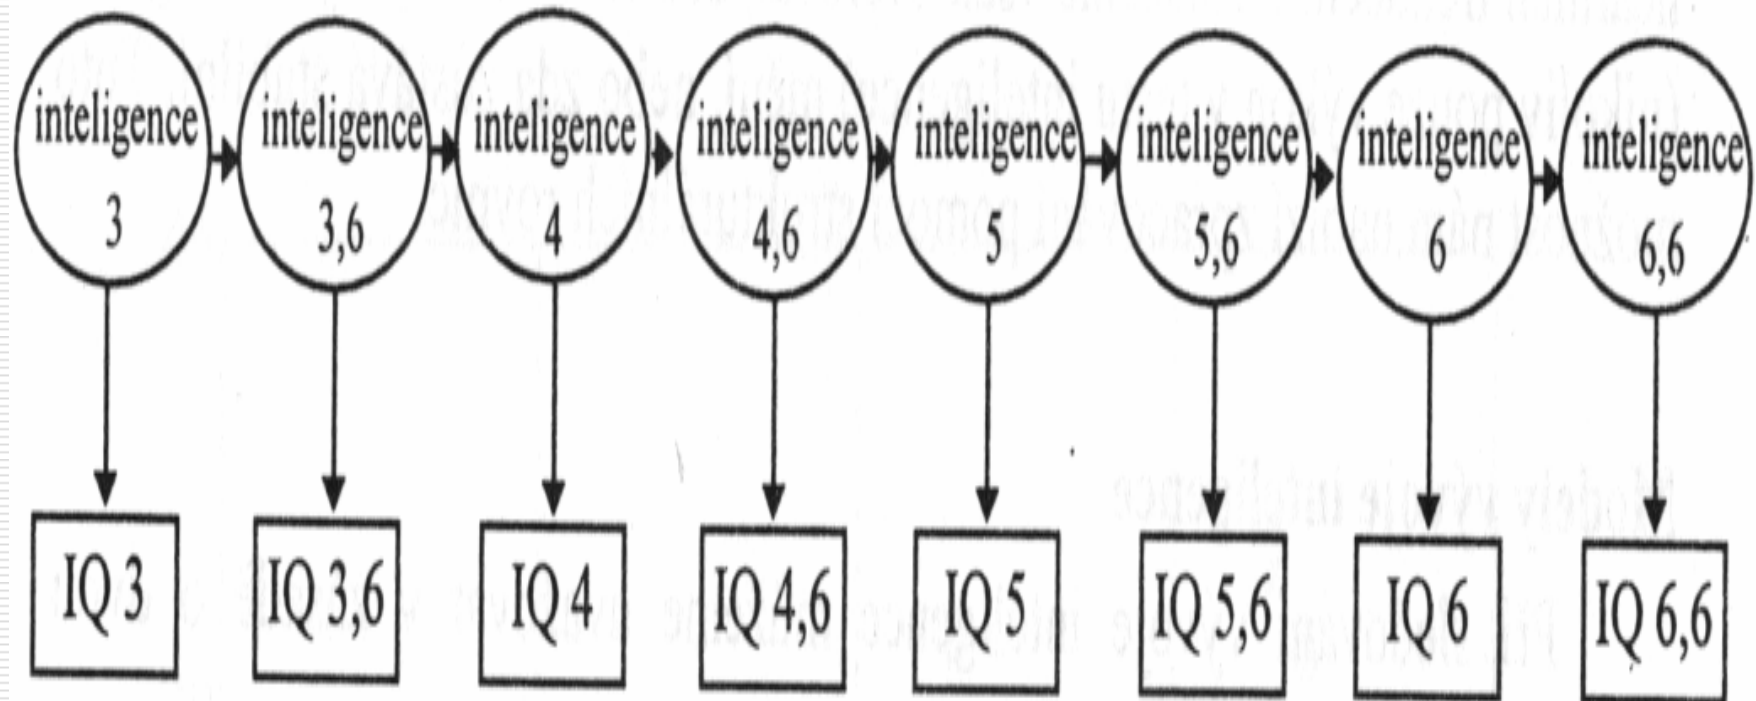 inteligence
3
inteligence
3,6
inteligence
4
inteligence
4,6
inteligence
5
inteligence
5,6
inteligence
6
inteligence
6,6
IQ 3
IQ 3,6
IQ 4
IQ 4,6
IQ 5
IQ 5,6
IQ 6
IQ 6,6